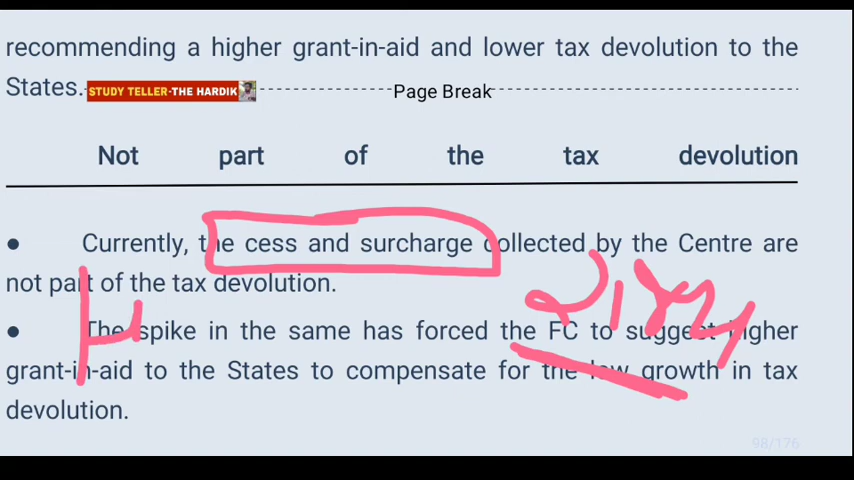 recommending a higher grant-in-aid and lower tax devolution to the
States.
STUDY TELLER-THE HARDIK
Page Break
Not part of the tax devolution
● Currently, the cess and surcharge collected by the Centre are
not part of the tax devolution.
● The spike in the same has forced the FC to suggest higher
grant-in-aid to the States to compensate for the low growth in tax
devolution.
98/176